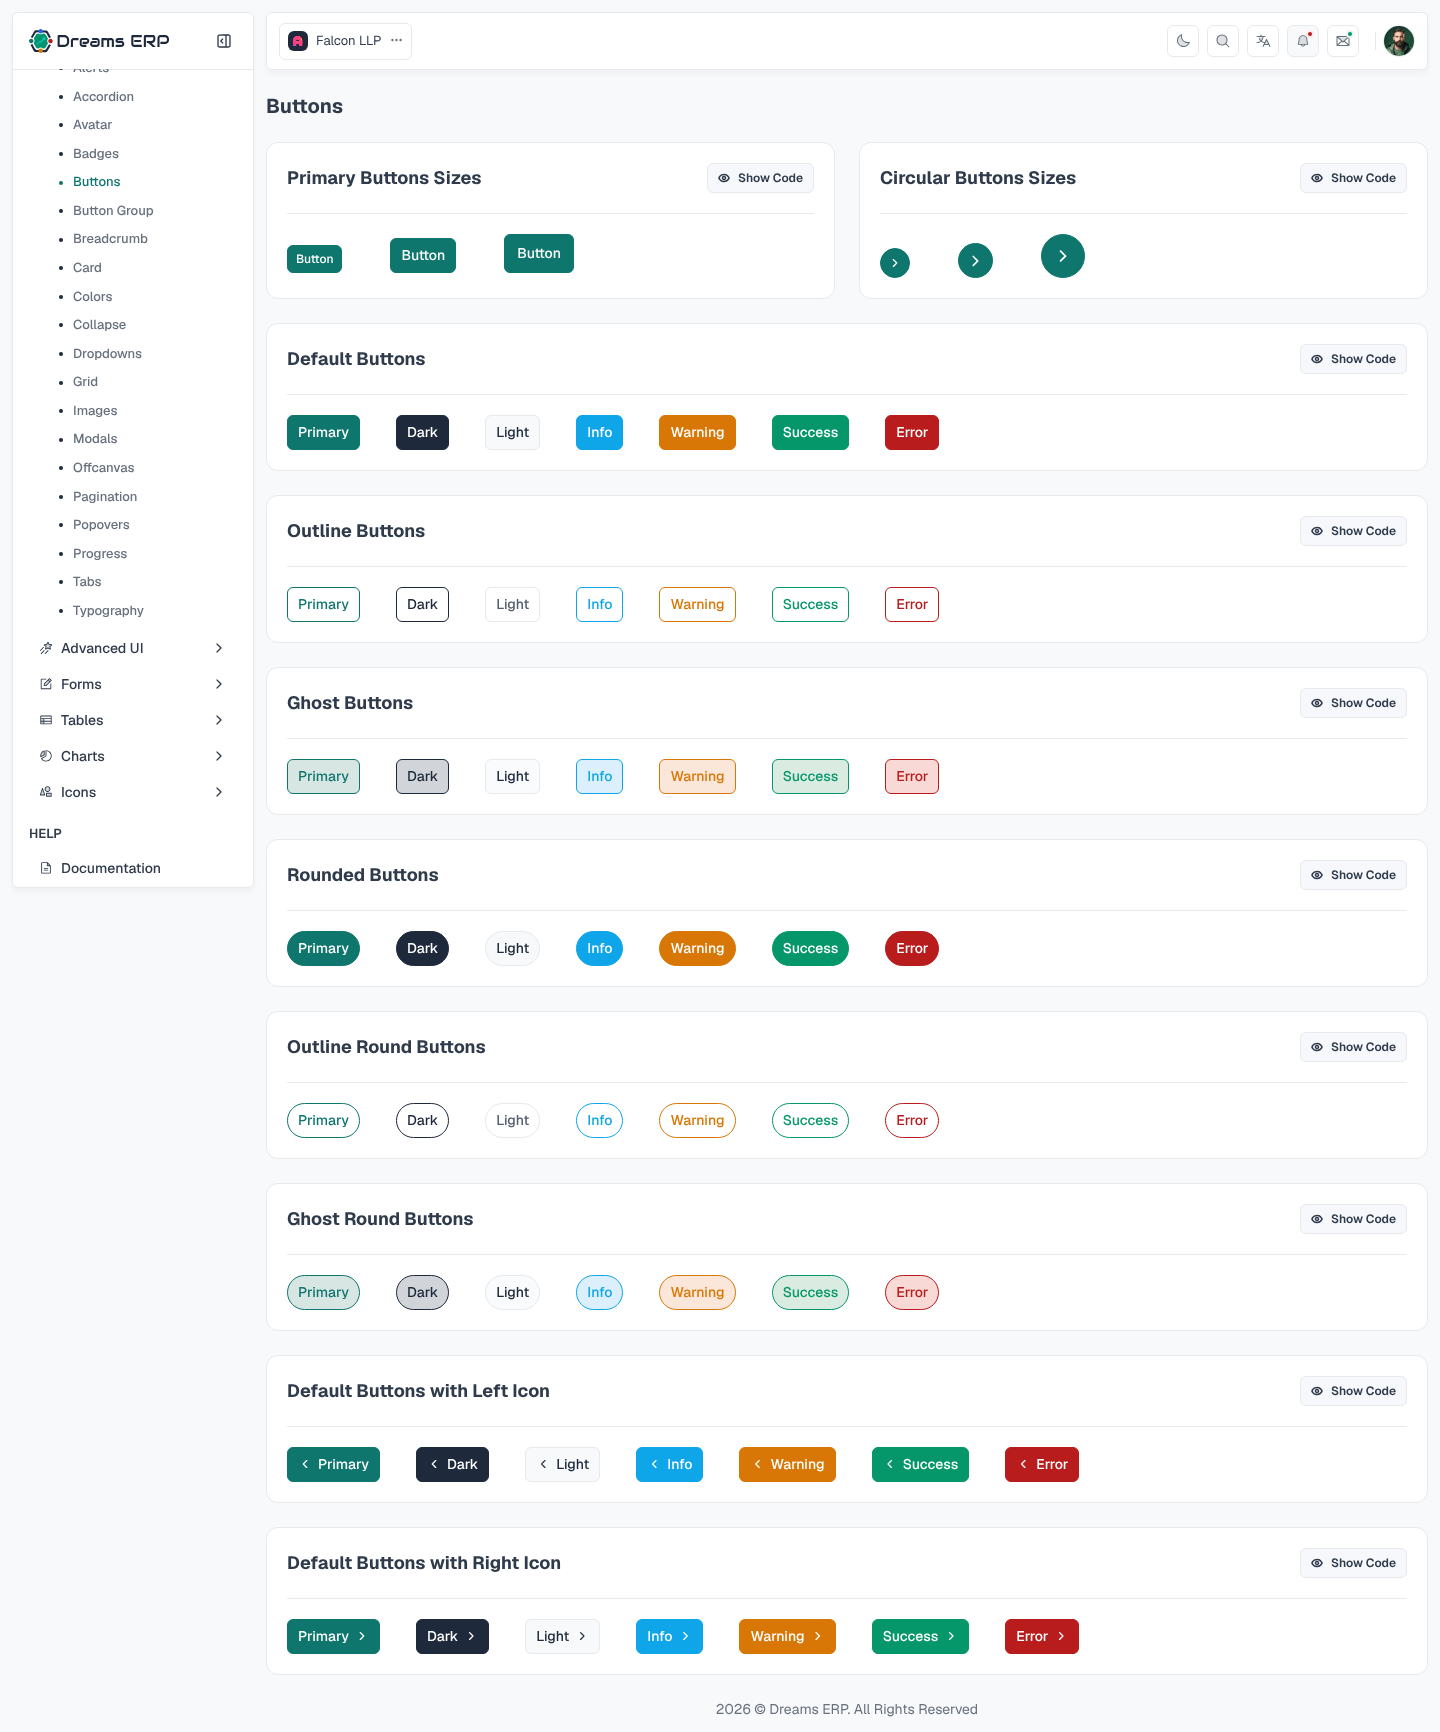 Dreams ERP
Alerts
Accordion
Avatar
Badges
Buttons
Button Group
Breadcrumb
Card
Colors
Collapse
Dropdowns
Grid
Images
Modals
Offcanvas
Pagination
Popovers
Progress
Tabs
Typography
Advanced UI
Forms
Tables
Charts
Icons
HELP
Documentation
Falcon LLP
Buttons
Primary Buttons Sizes
Show Code
Button Button Button
Circular Buttons Sizes
Show Code
Default Buttons
Show Code
Primary Dark Light Info Warning Success Error
Outline Buttons
Show Code
Primary Dark Light Info Warning Success Error
Ghost Buttons
Show Code
Primary Dark Light Info Warning Success Error
Rounded Buttons
Show Code
Primary Dark Light Info Warning Success Error
Outline Round Buttons
Show Code
Primary Dark Light Info Warning Success Error
Ghost Round Buttons
Show Code
Primary Dark Light Info Warning Success Error
Default Buttons with Left Icon
Show Code
Primary Dark Light Info Warning Success Error
Default Buttons with Right Icon
Show Code
Primary Dark Light Info Warning Success Error
2026 © Dreams ERP. All Rights Reserved